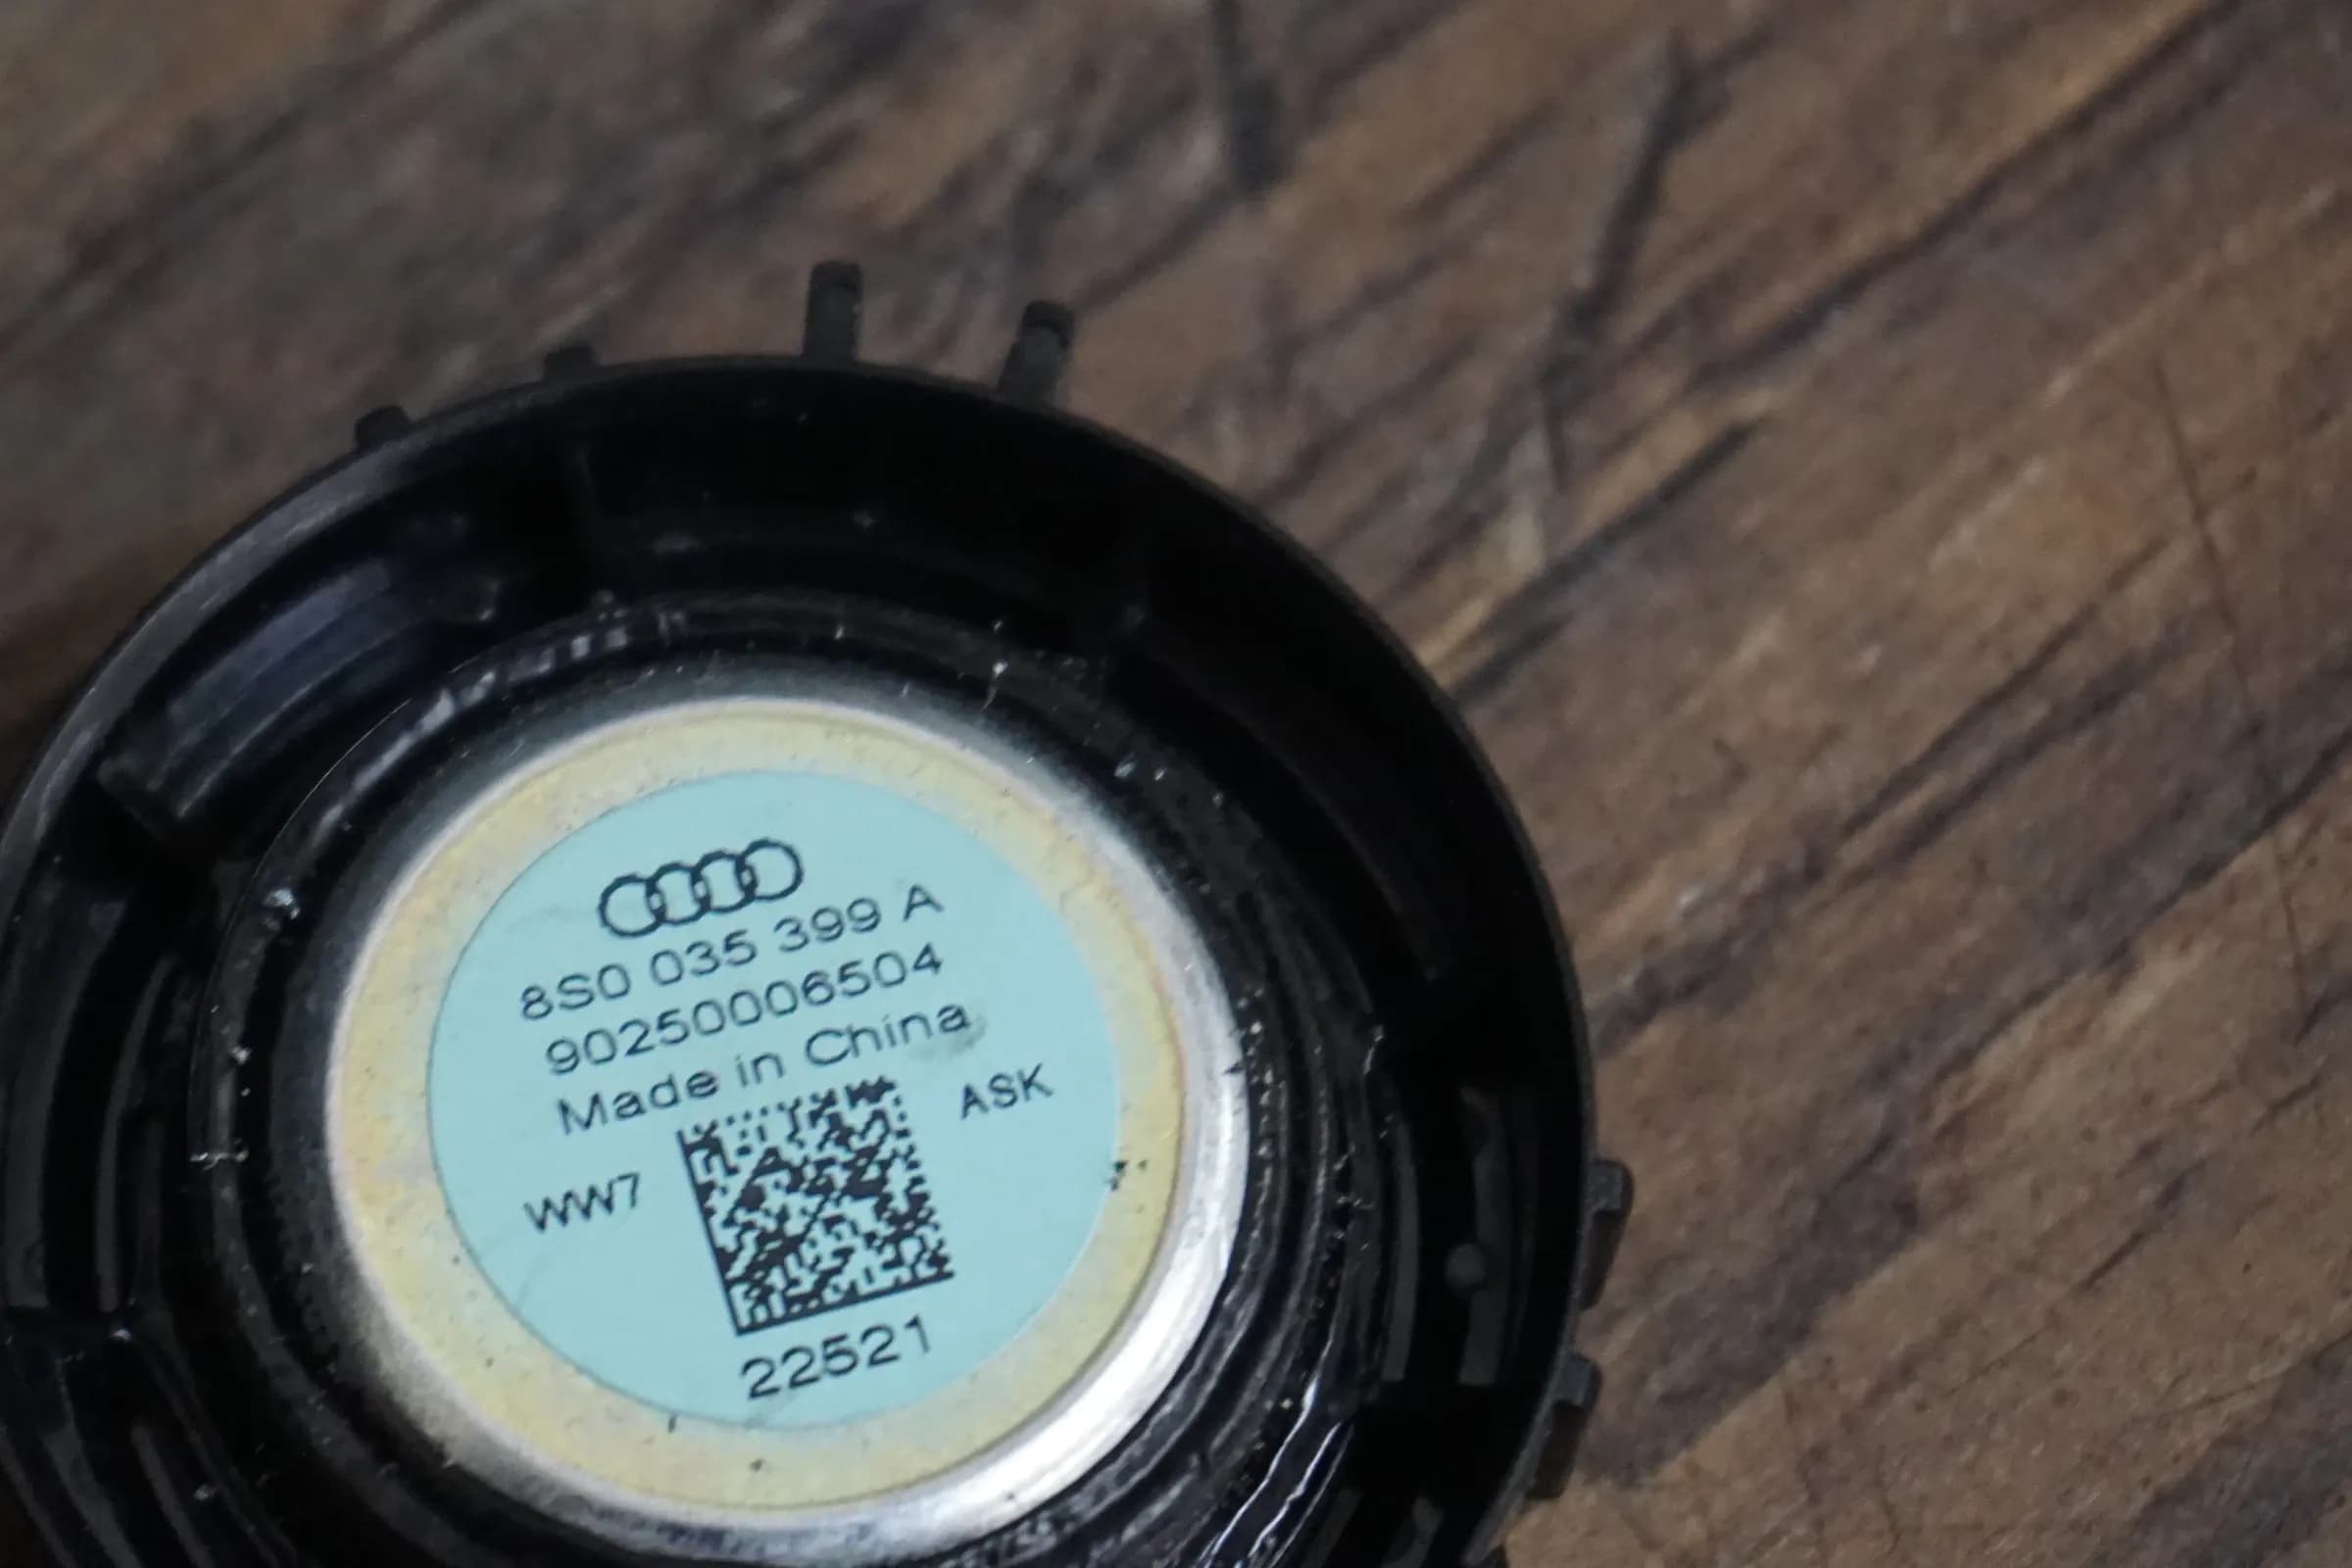 8S0 035 399 A
90250006504
Made in China
ASK
WW7
22521